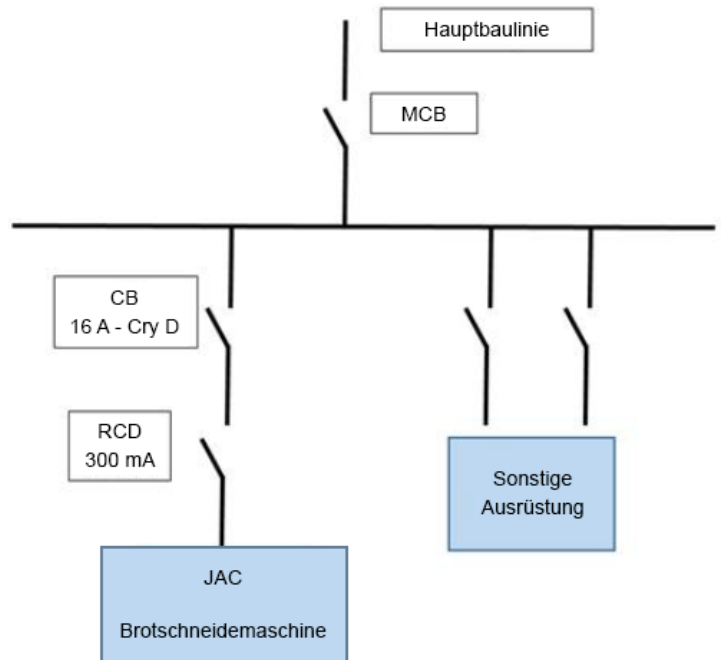 Hauptbaulinie
MCB
CB
16 A - Cry D
RCD
300 mA
Sonstige
Ausrüstung
JAC
Brotschneidemaschine